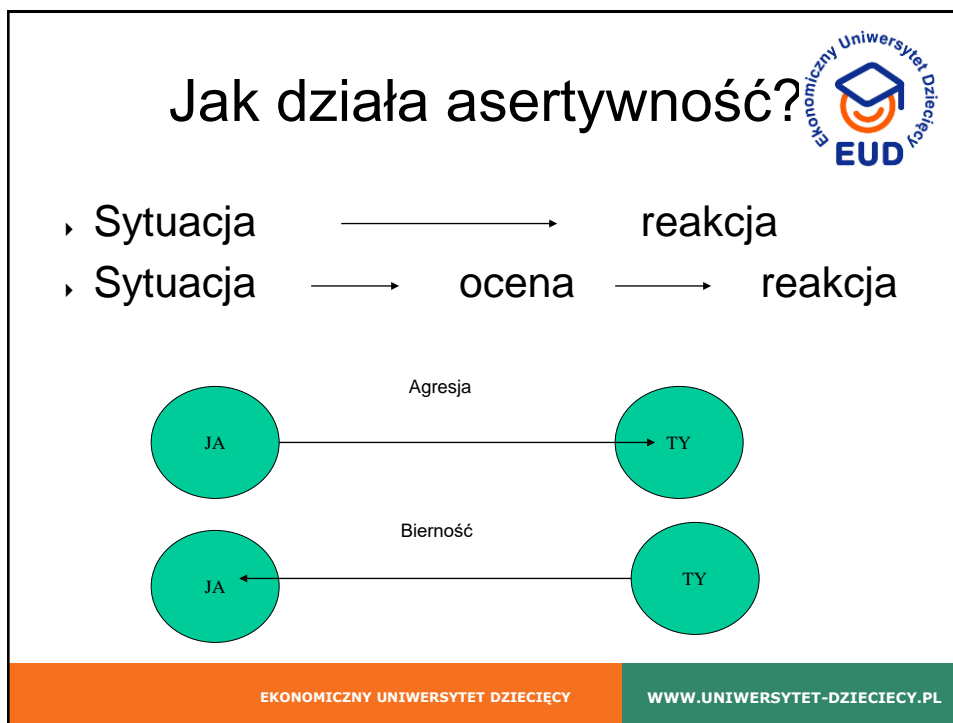 Jak działa asertywność?
Ekonomiczny Uniwersytet Dziecięcy
EUD
Sytuacja reakcja
Sytuacja ocena reakcja
Agresja
JA TY
Bierność
JA TY
EKONOMICZNY UNIWERSYTET DZIECIĘCY WWW.UNIWERSYTET-DZIECIECY.PL